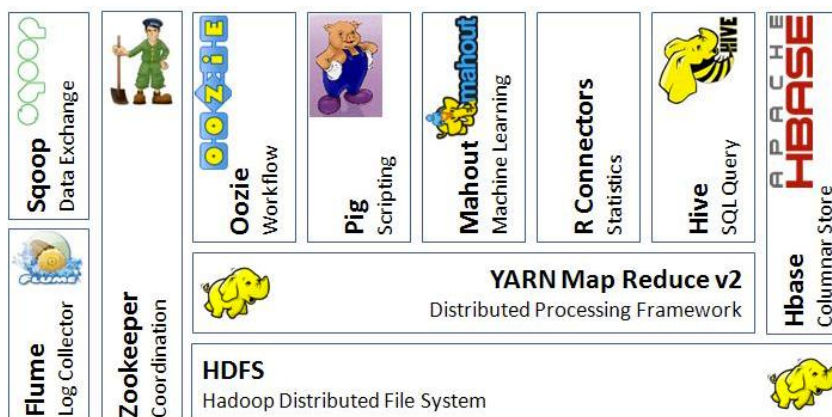 sqoop
Sqoop
Data Exchange
FLUME
Flume
Log Collector
Zookeeper
Coordination
OOZIE
Oozie
Workflow
Pig
Scripting
mahout
Mahout
Machine Learning
R Connectors
Statistics
HIVE
Hive
SQL Query
APACHE
HBASE
Hbase
Columnar Store
YARN Map Reduce v2
Distributed Processing Framework
HDFS
Hadoop Distributed File System